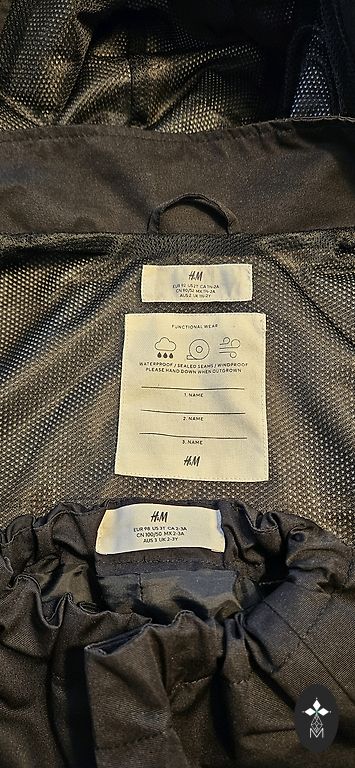 H&M
EUR 92 US 2T CA 1½-2A
CN 90/52 MX 1½-2A
AUS 2 UK 1½-2Y
FUNCTIONAL WEAR
WATERPROOF / SEALED SEAMS / WINDPROOF
PLEASE HAND DOWN WHEN OUTGROWN
1. NAME
2. NAME
3. NAME
H&M
H&M
EUR 98 US 3T CA 2-3A
CN 100/50 MX 2-3A
AUS 3 UK 2-3Y
M